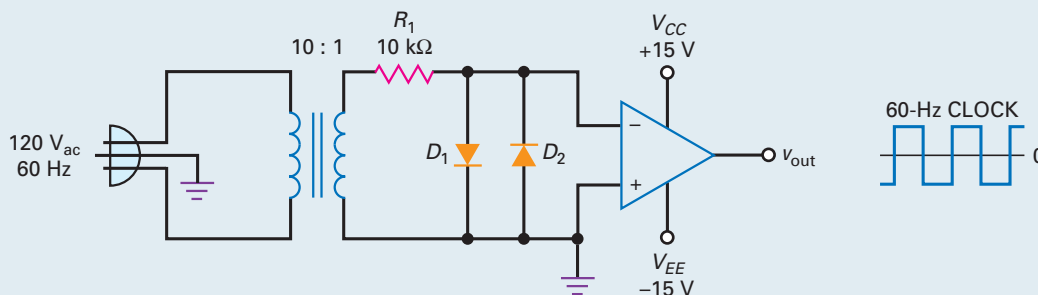 120 Vac
60 Hz
10 : 1
R1
10 kΩ
D1
D2
VCC
+15 V
−
+
VEE
−15 V
vout
60-Hz CLOCK
0